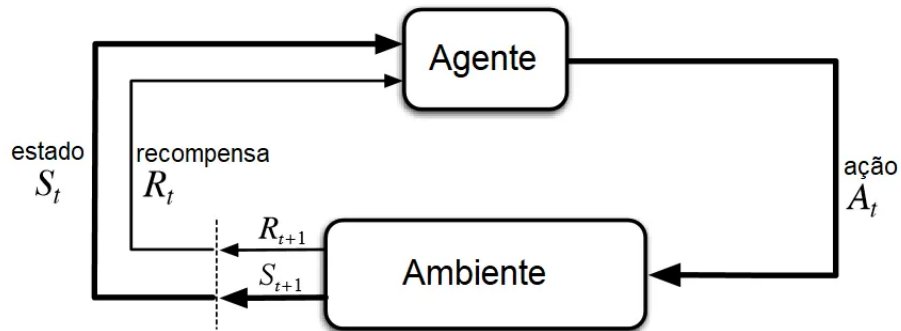 Agente
estado
S_t
recompensa
R_t
ação
A_t
R_{t+1}
S_{t+1}
Ambiente